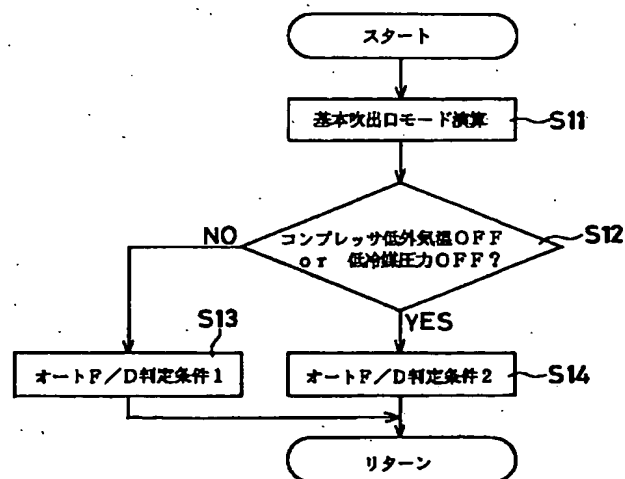 スタート
基本吹出口モード演算
S11
コンプレッサ低外気温OFF
or 低冷媒圧力OFF?
S12
NO
YES
S13
オートF/D判定条件1
オートF/D判定条件2
S14
リターン